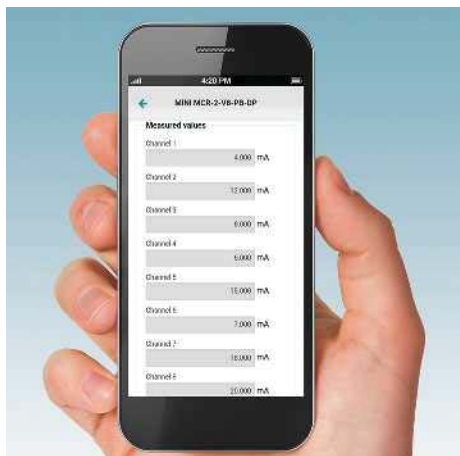 4:20 PM
MINI MCR-2-V8-PB-DP
Measured values
Channel 1
4.000 mA
Channel 2
12.000 mA
Channel 3
8.000 mA
Channel 4
6.000 mA
Channel 5
15.000 mA
Channel 6
7.000 mA
Channel 7
18.000 mA
Channel 8
20.000 mA